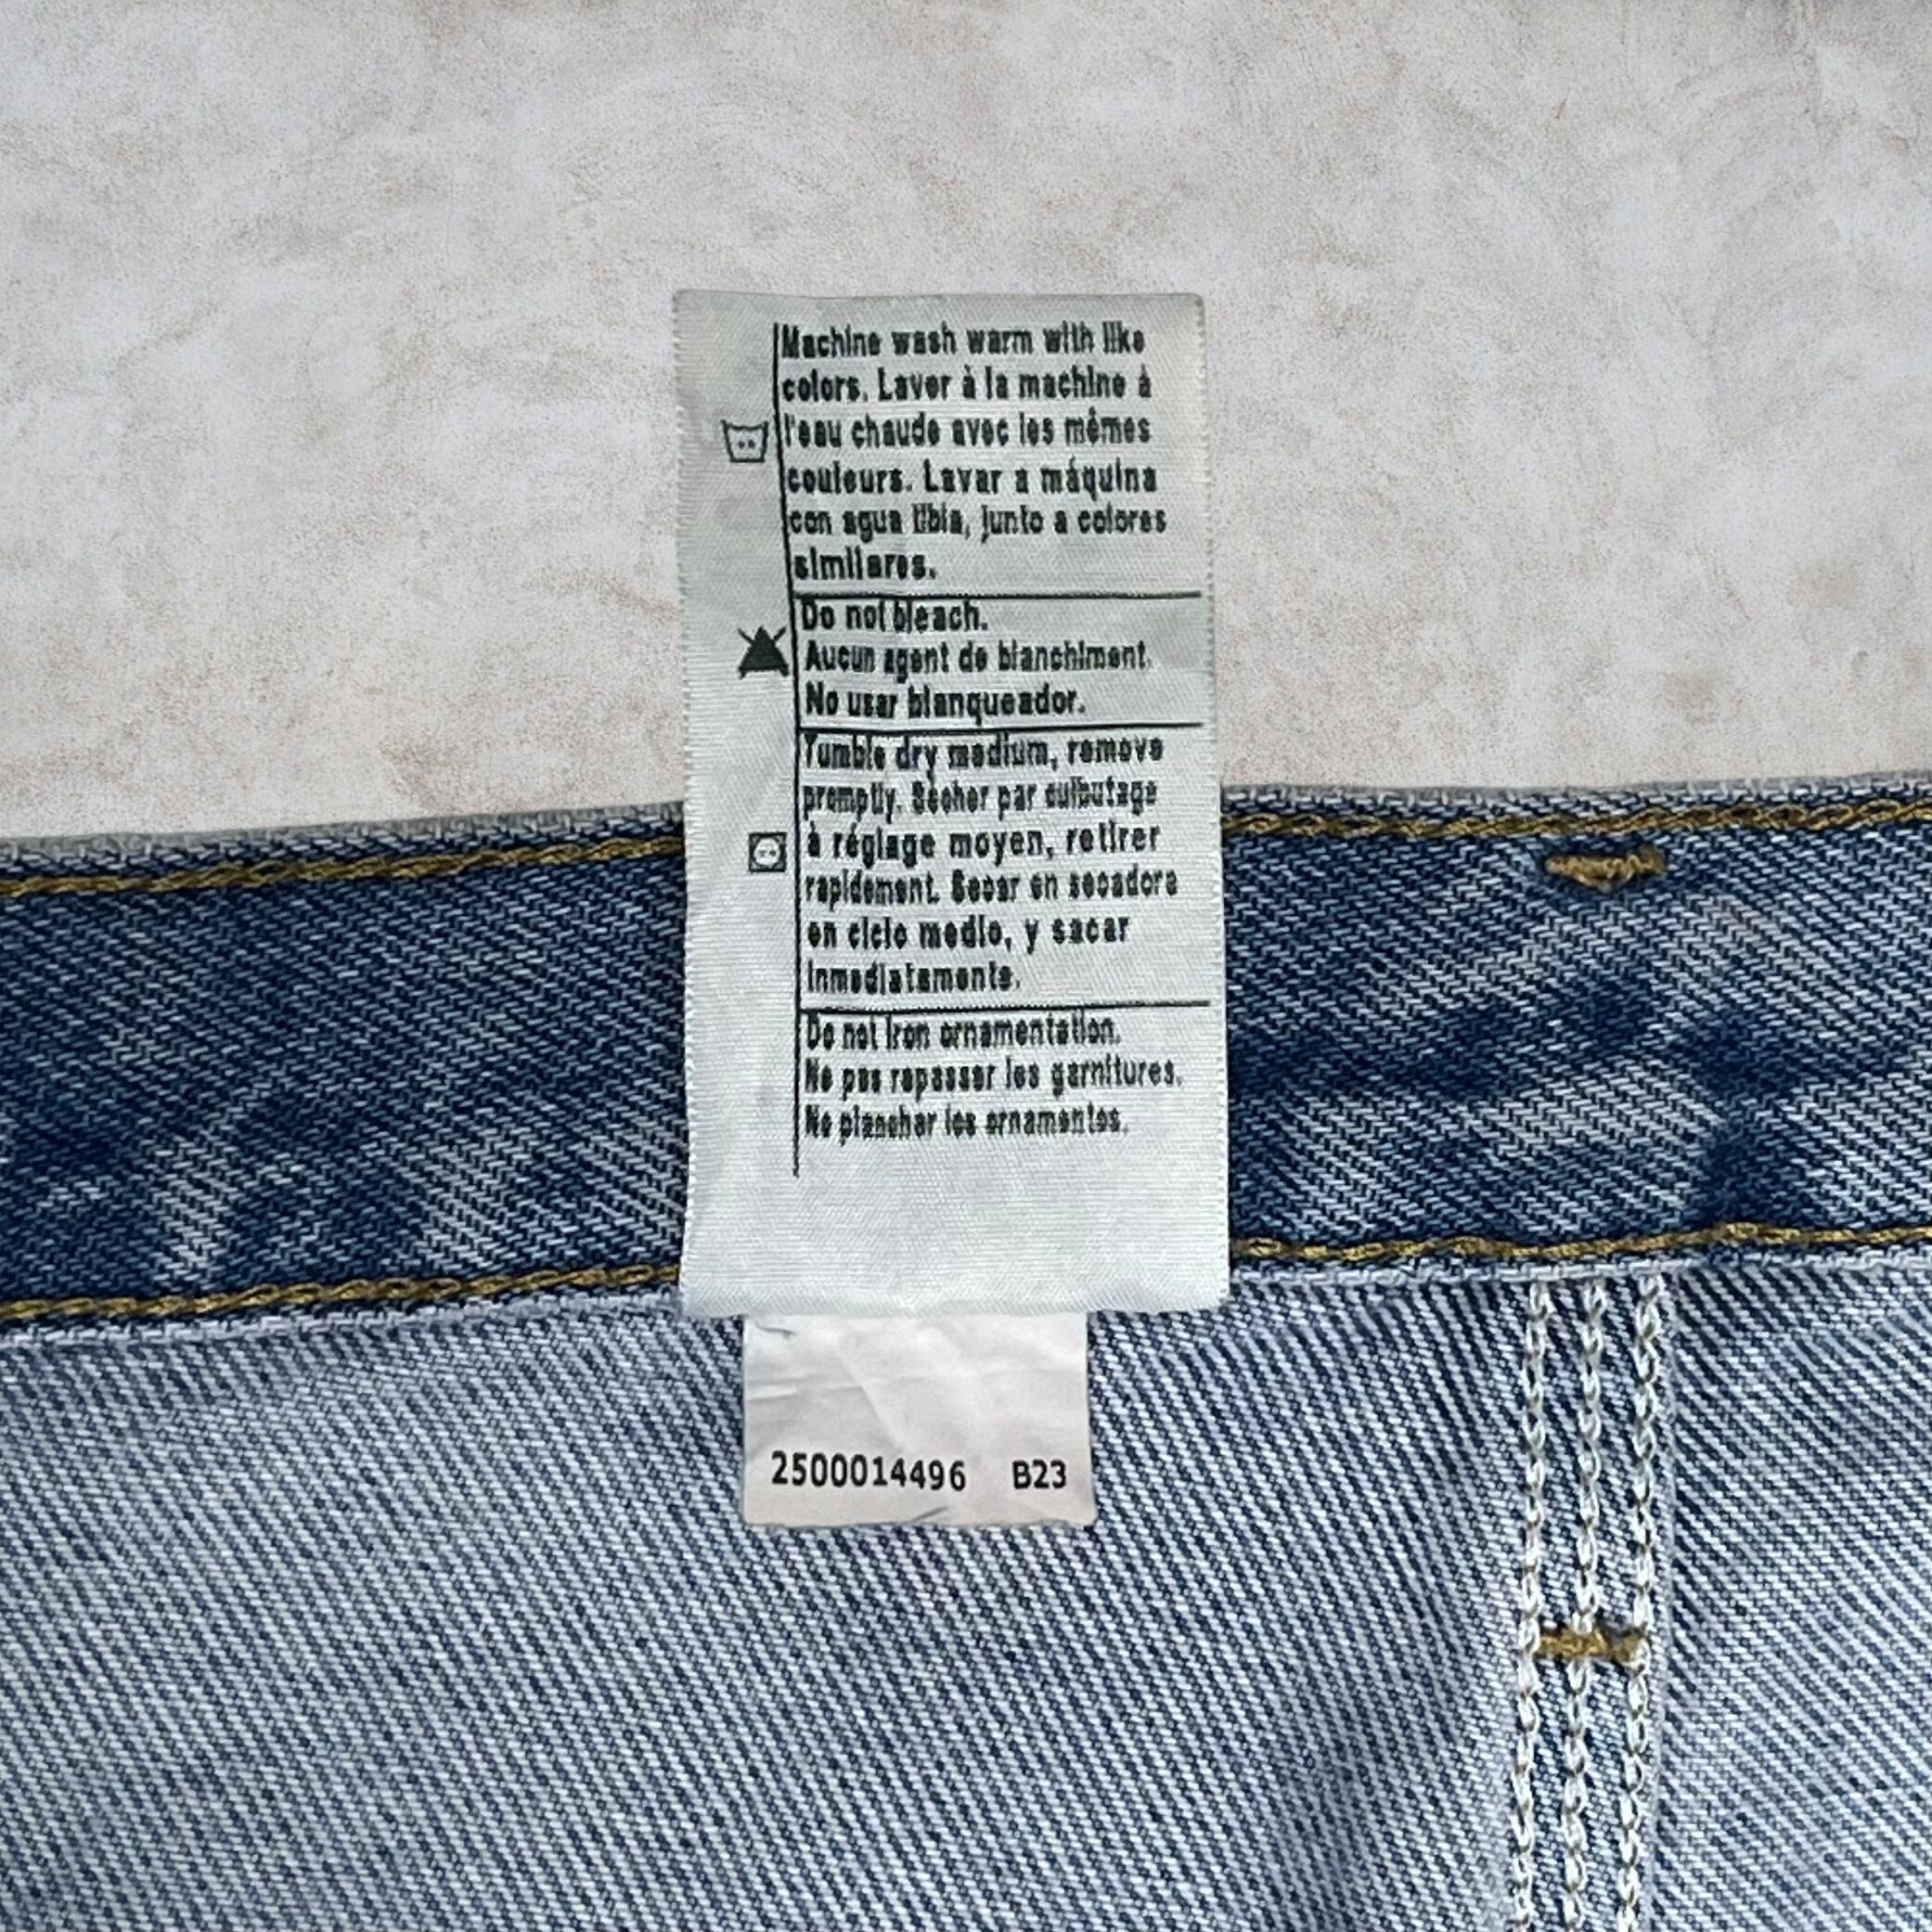 Machine wash warm with like
colors. Laver à la machine à
l'eau chaude avec les mêmes
couleurs. Lavar a máquina
con agua tibia, junto a colores
similares.
Do not bleach.
Aucun agent de blanchiment.
No usar blanqueador.
Tumble dry medium, remove
promptly. Sécher par culbutage
à réglage moyen, retirer
rapidement. Secar en secadora
en ciclo medio, y sacar
inmediatamente.
Do not iron ornamentation.
Ne pas repasser les garnitures.
No planchar los ornamentos.
2500014496 B23